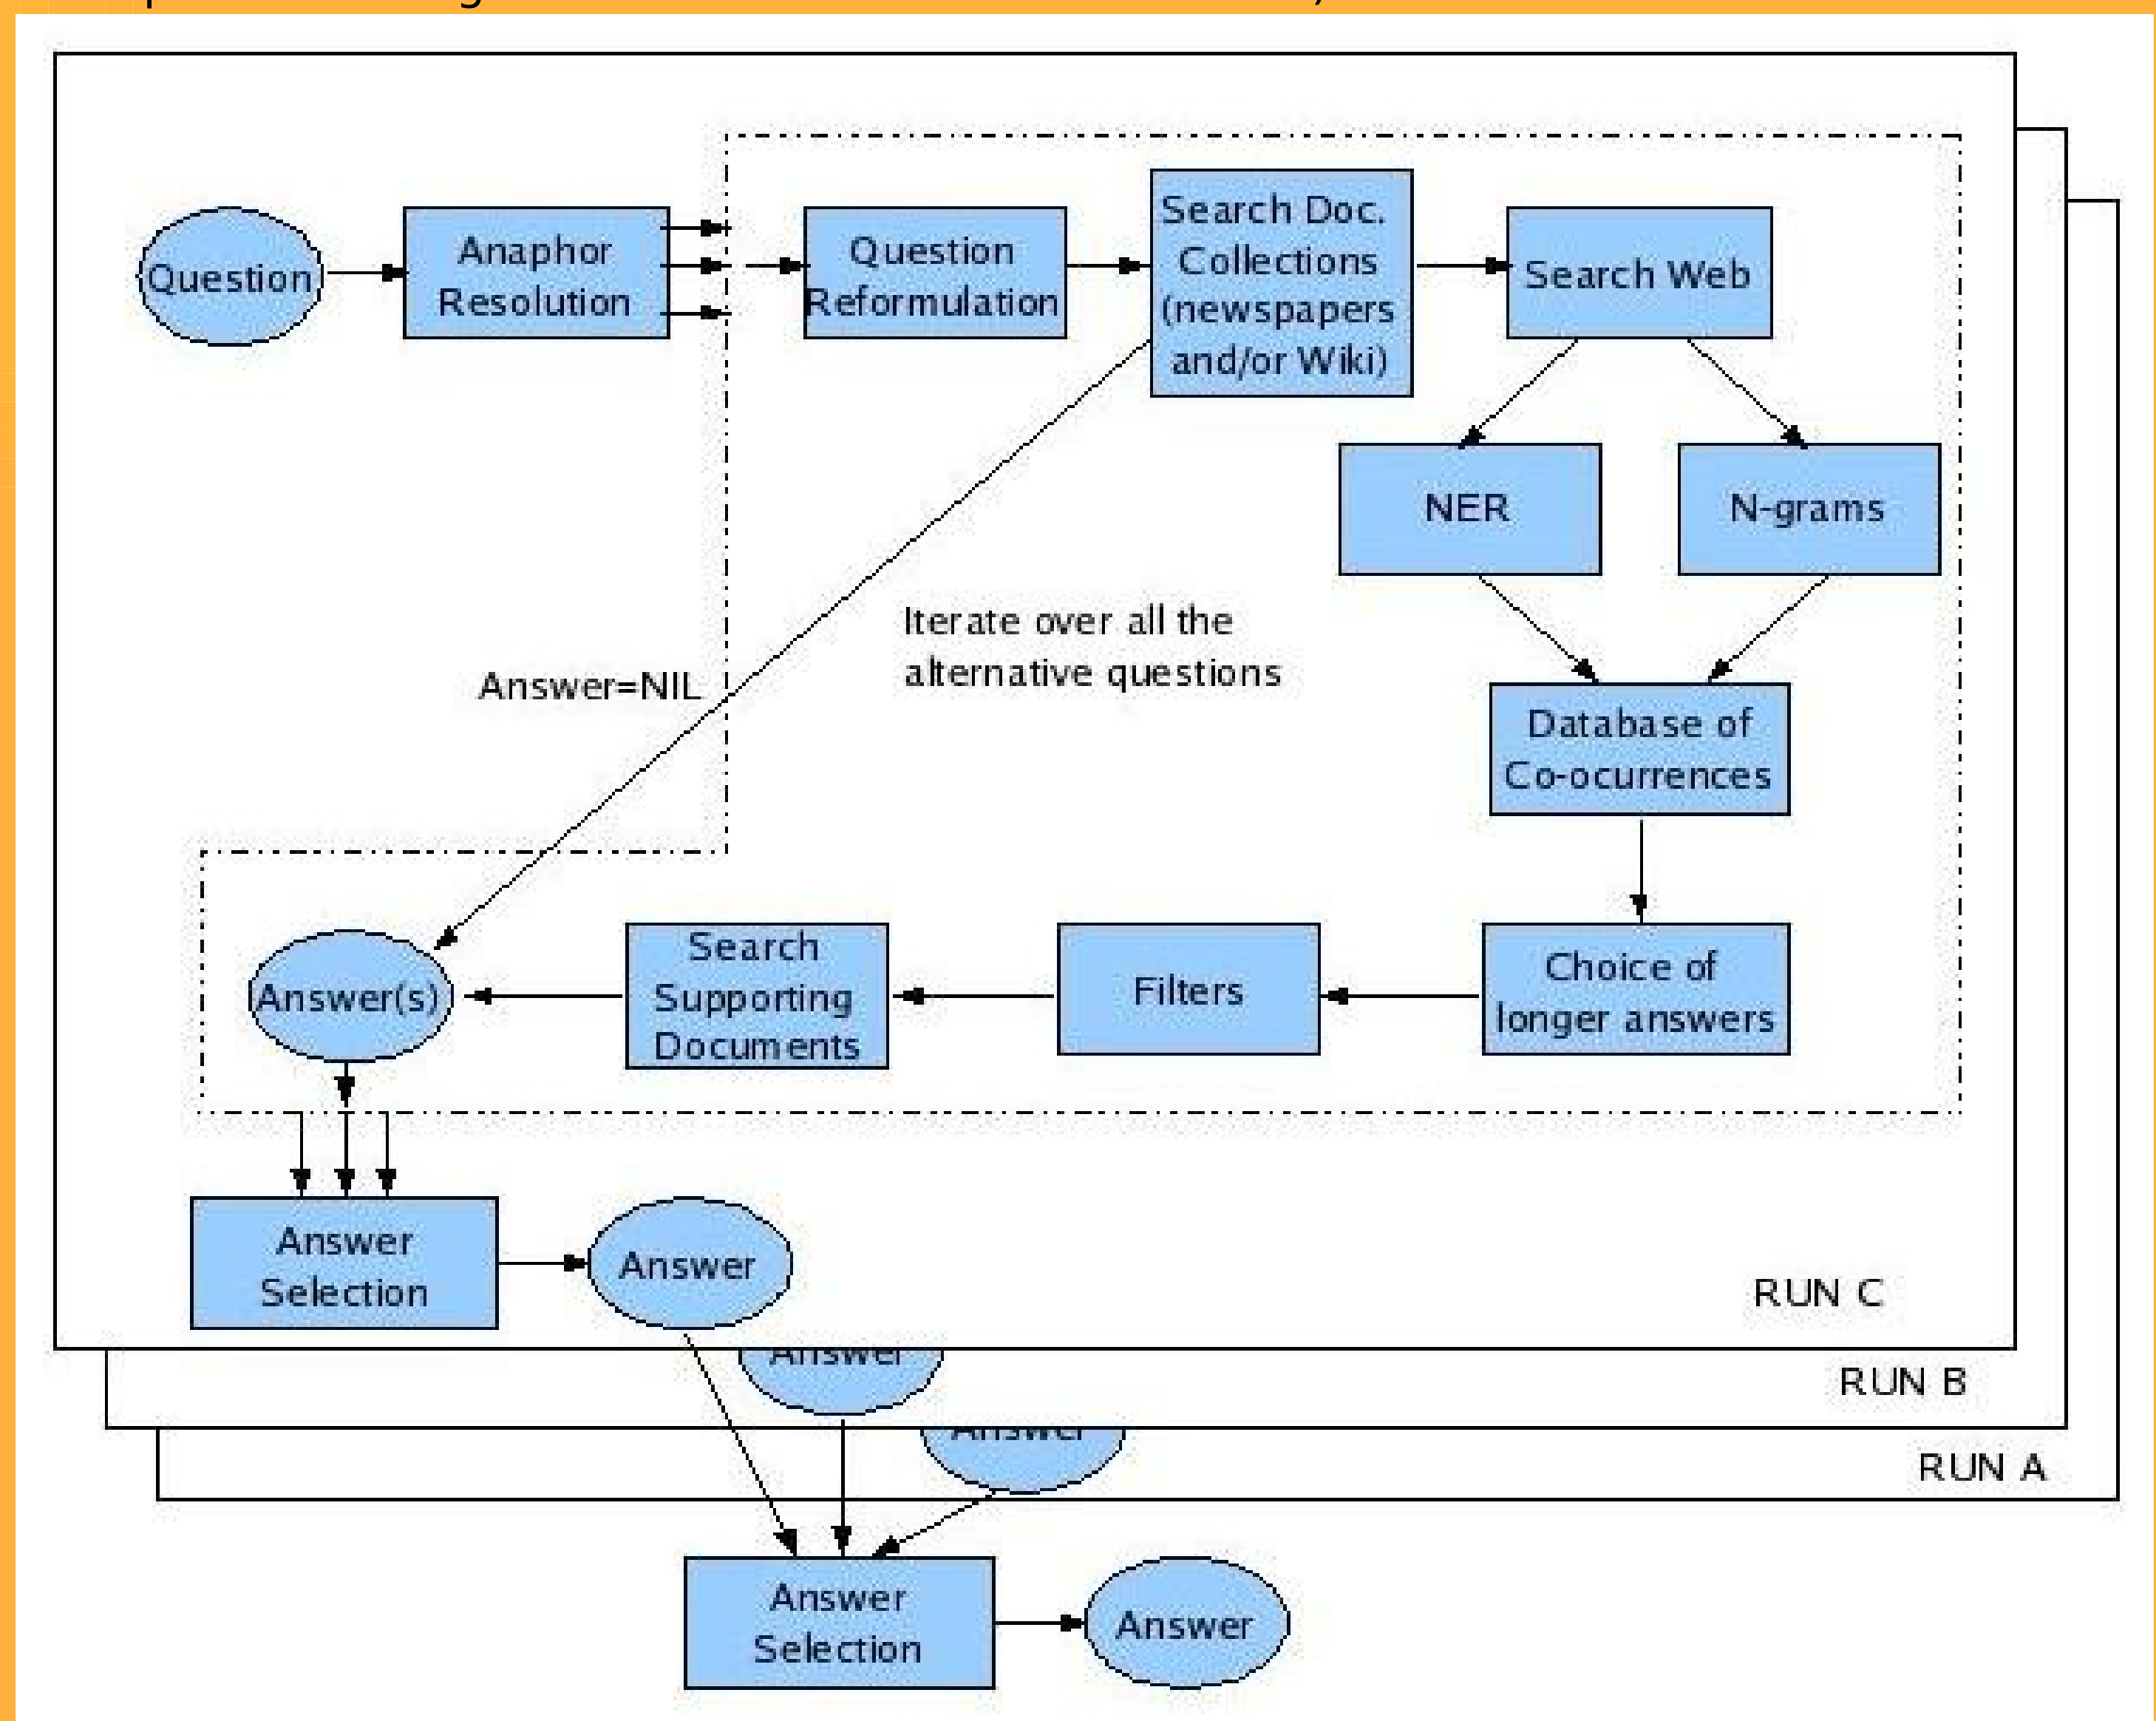 Question
Anaphor
Resolution
Question
Reformulation
Search Doc.
Collections
(newspapers
and/or Wiki)
Search Web
NER
N-grams
Iterate over all the
alternative questions
Answer=NIL
Database of
Co-ocurrences
Answer(s)
Search
Supporting
Documents
Filters
Choice of
longer answers
Answer
Selection
Answer
RUN C
Answer
RUN B
Answer
RUN A
Answer
Selection
Answer